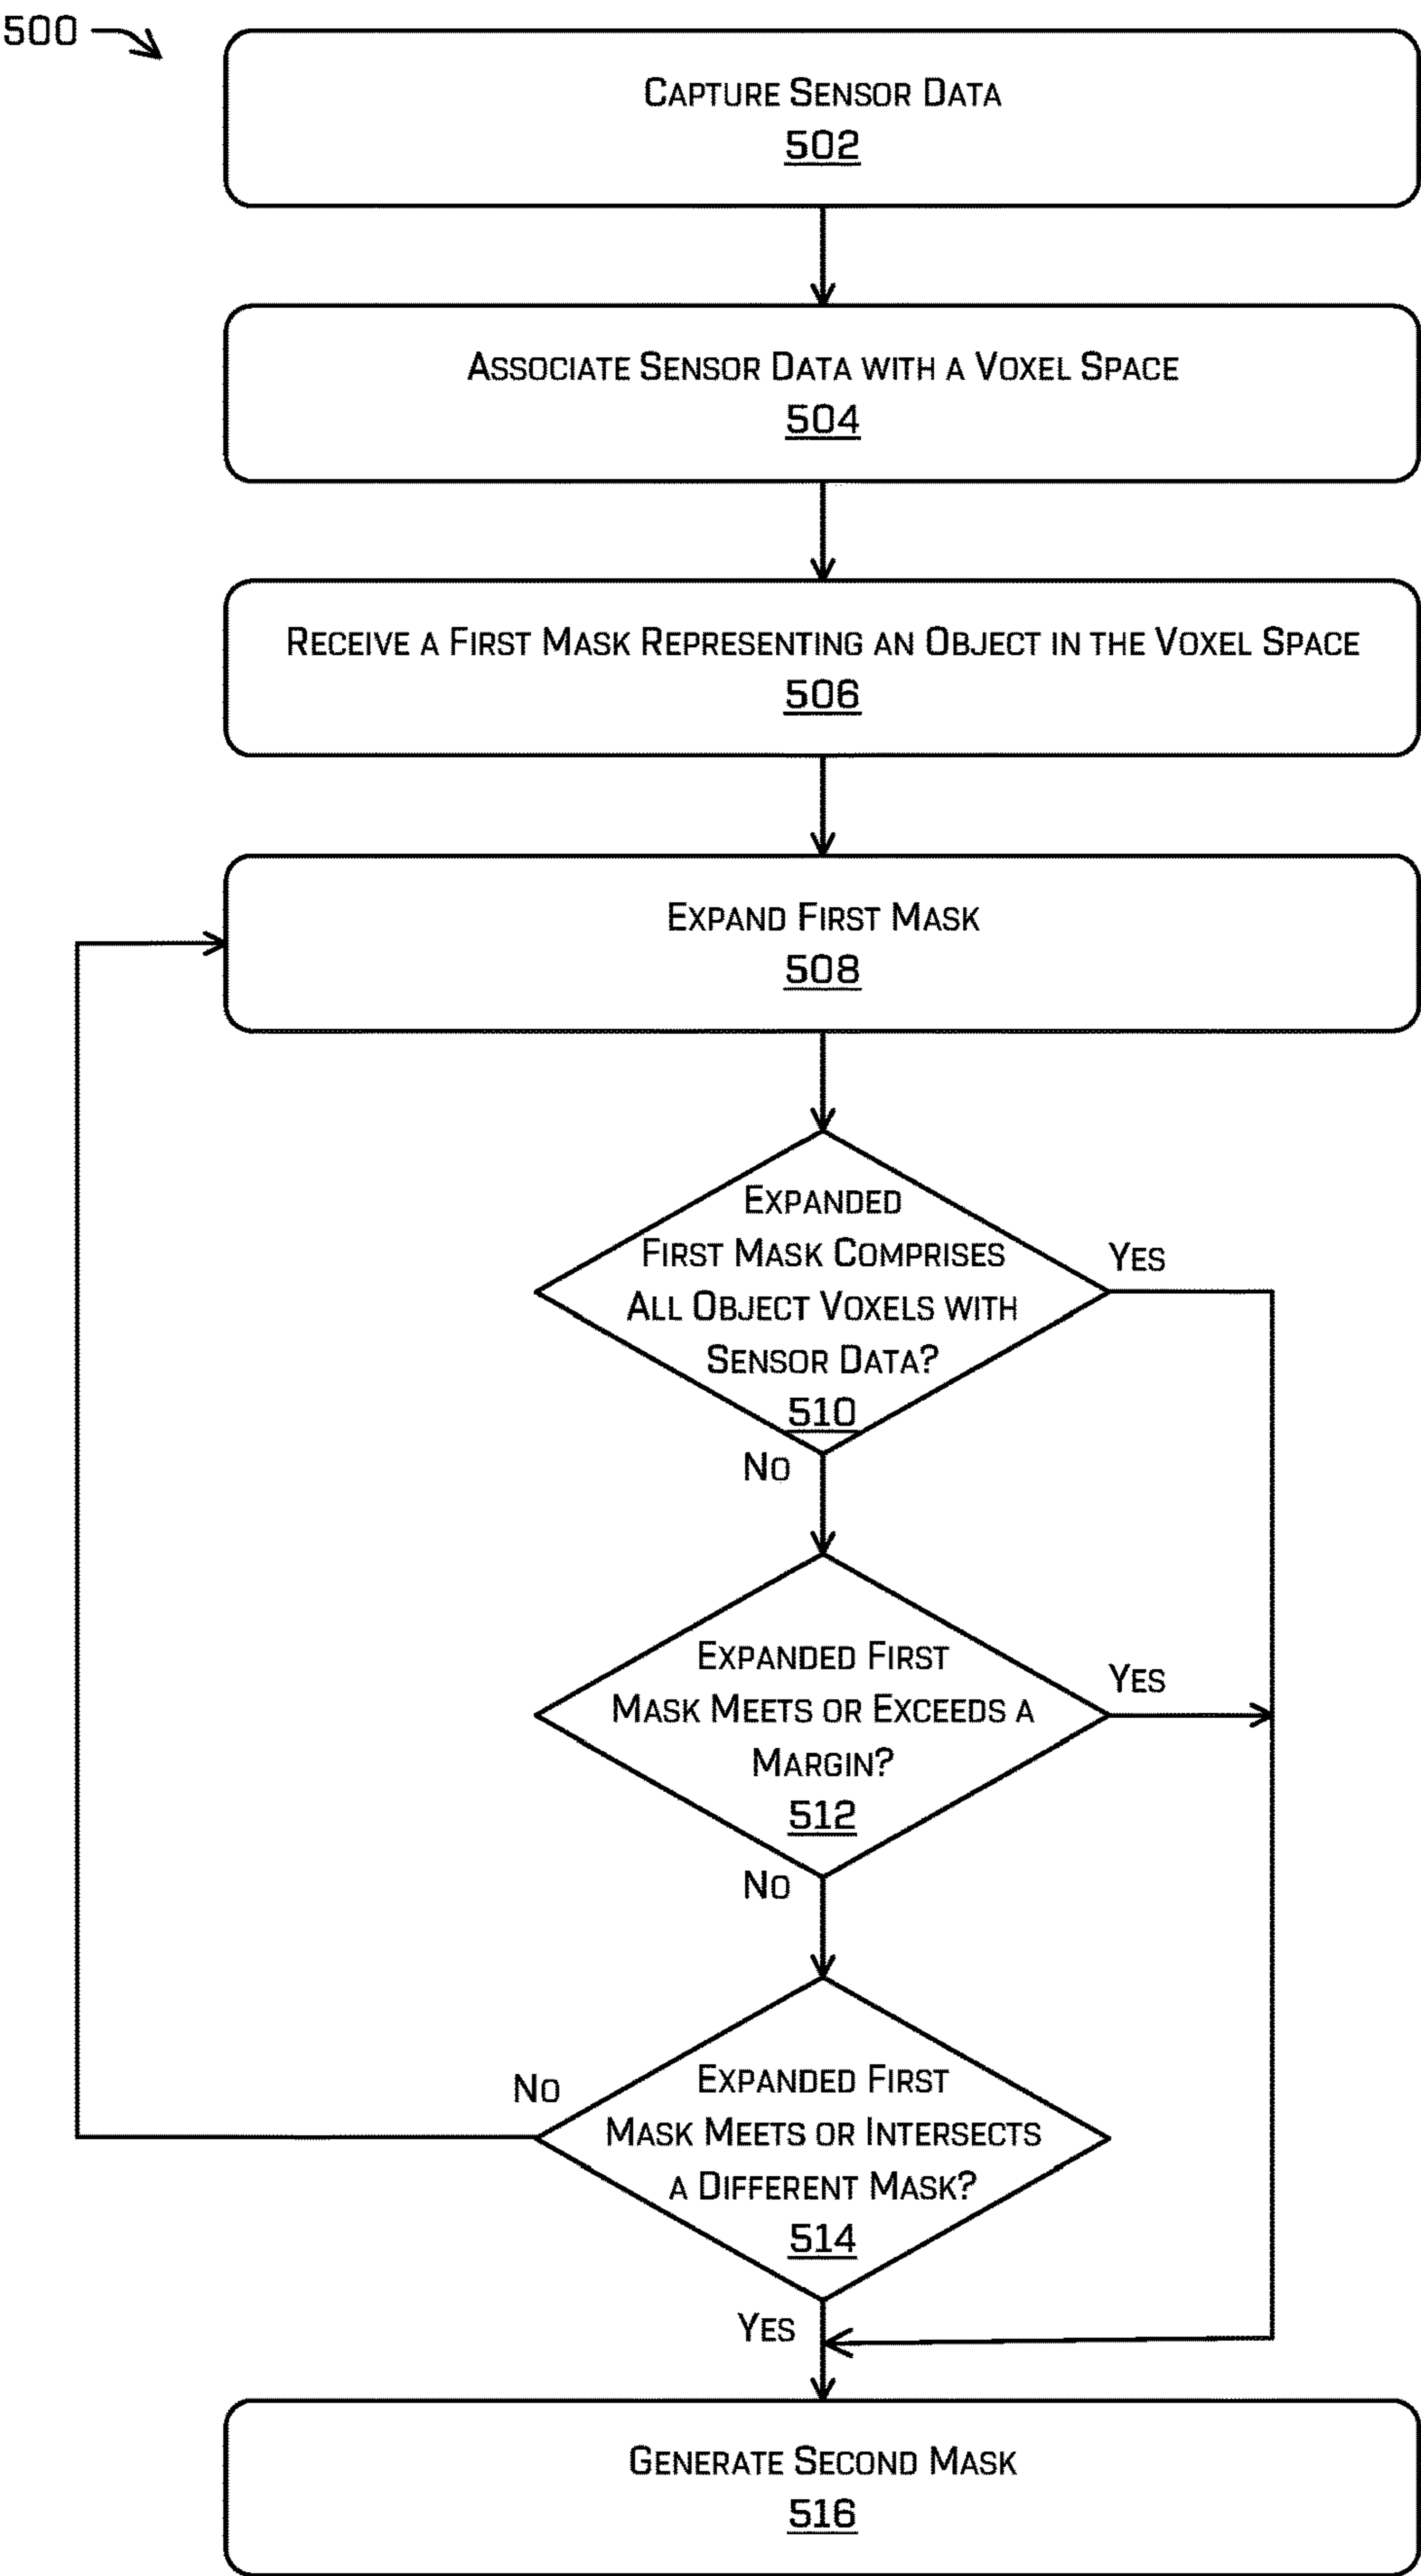 500
Capture Sensor Data
502
Associate Sensor Data with a Voxel Space
504
Receive a First Mask Representing an Object in the Voxel Space
506
Expand First Mask
508
Expanded
First Mask Comprises
All Object Voxels with
Sensor Data?
510
Yes
No
Expanded First
Mask Meets or Exceeds a
Margin?
512
Yes
No
Expanded First
Mask Meets or Intersects
a Different Mask?
514
No
Yes
Generate Second Mask
516